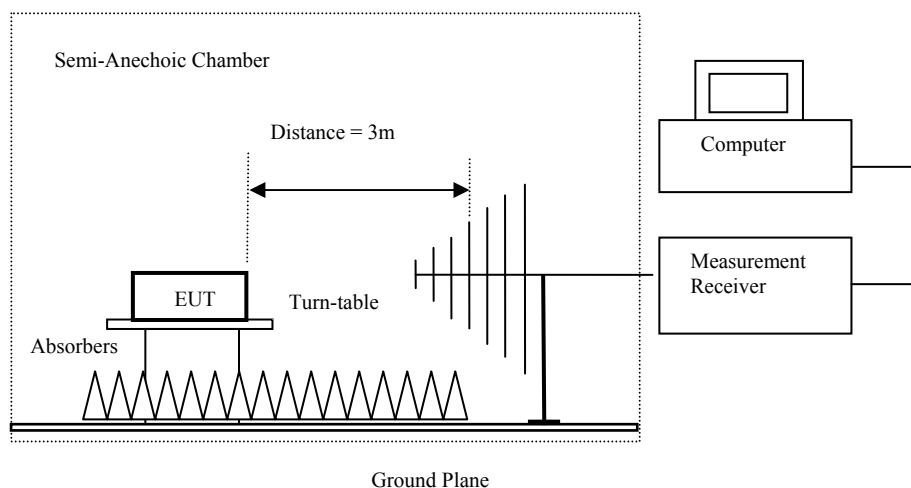 Semi-Anechoic Chamber
Distance = 3m
Computer
Measurement
Receiver
EUT
Turn-table
Absorbers
Ground Plane